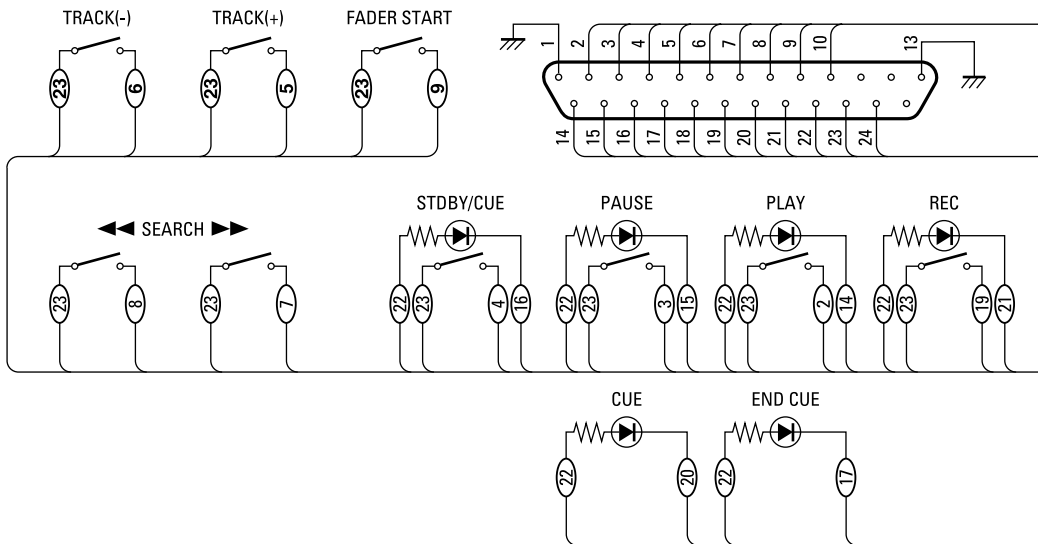 TRACK(-) TRACK(+) FADER START
1 2 3 4 5 6 7 8 9 10 13
23 6 23 5 23 9
14 15 16 17 18 19 20 21 22 23 24
STDBY/CUE PAUSE PLAY REC
SEARCH
23 8 23 7 22 23 4 16 22 23 3 15 22 23 2 14 22 23 19 21
CUE END CUE
22 20 22 17